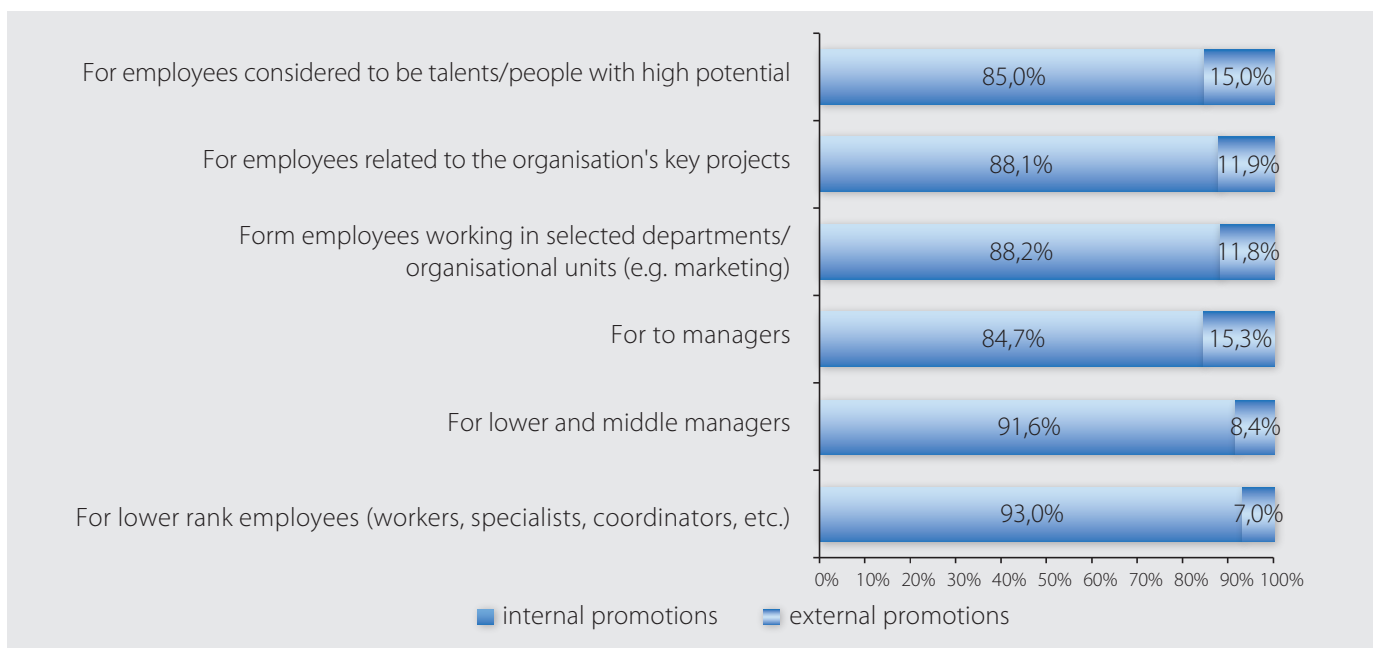 For employees considered to be talents/people with high potential
85,0% 15,0%
For employees related to the organisation's key projects
88,1% 11,9%
Form employees working in selected departments/
organisational units (e.g. marketing)
88,2% 11,8%
For to managers
84,7% 15,3%
For lower and middle managers
91,6% 8,4%
For lower rank employees (workers, specialists, coordinators, etc.)
93,0% 7,0%
0% 10% 20% 30% 40% 50% 60% 70% 80% 90% 100%
internal promotions external promotions